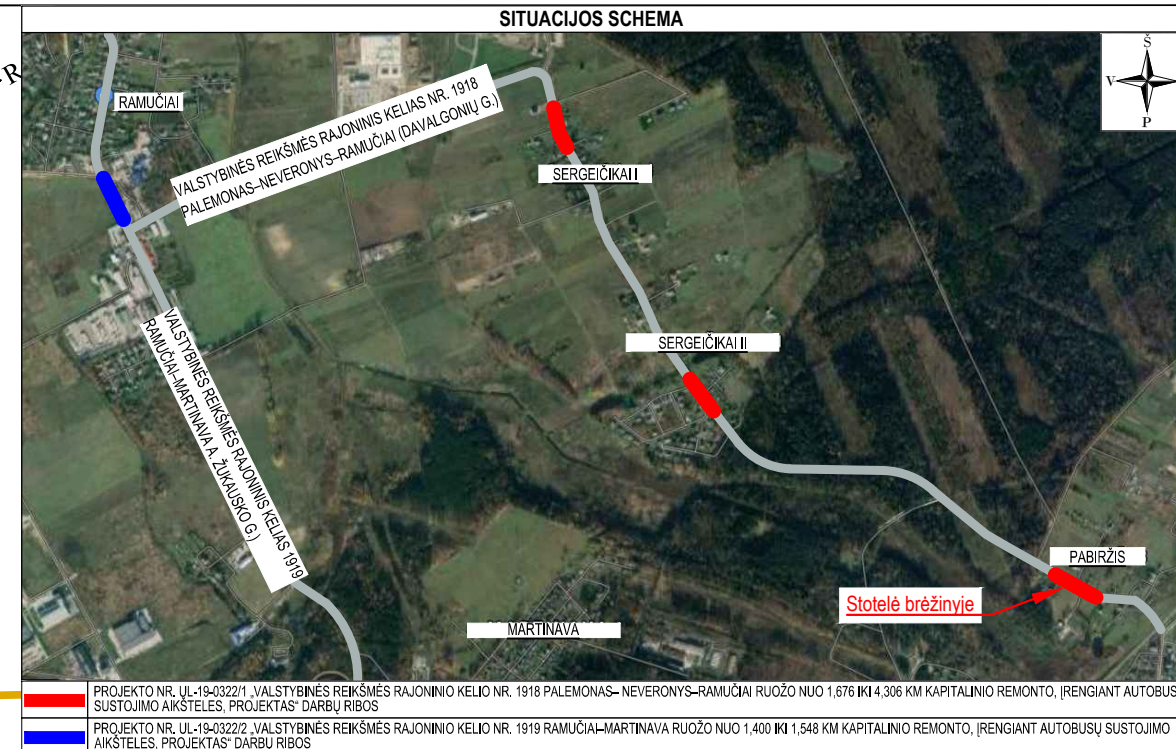 SITUACIJOS SCHEMA
R
Š
V
P
RAMUČIAI
VALSTYBINĖS REIKŠMĖS RAJONINIS KELIAS NR. 1918
PALEMONAS–NEVERONYS–RAMUČIAI (DAVALGONIŲ G.)
SERGEIČIKAI I
SERGEIČIKAI II
VALSTYBINĖS REIKŠMĖS RAJONINIS KELIAS 1919
RAMUČIAI–MARTINAVA A. ŽUKAUSKO G.)
PABIRŽIS
Stotelė brėžinyje
MARTINAVA
PROJEKTO NR. UL-19-0322/1 „VALSTYBINĖS REIKŠMĖS RAJONINIO KELIO NR. 1918 PALEMONAS– NEVERONYS–RAMUČIAI RUOŽO NUO 1,676 IKI 4,306 KM KAPITALINIO REMONTO, ĮRENGIANT AUTOBUS
SUSTOJIMO AIKŠTELES, PROJEKTAS“ DARBŲ RIBOS
PROJEKTO NR. UL-19-0322/2 „VALSTYBINĖS REIKŠMĖS RAJONINIO KELIO NR. 1919 RAMUČIAI–MARTINAVA RUOŽO NUO 1,400 IKI 1,548 KM KAPITALINIO REMONTO, ĮRENGIANT AUTOBUSŲ SUSTOJIMO
AIKŠTELES, PROJEKTAS“ DARBŲ RIBOS